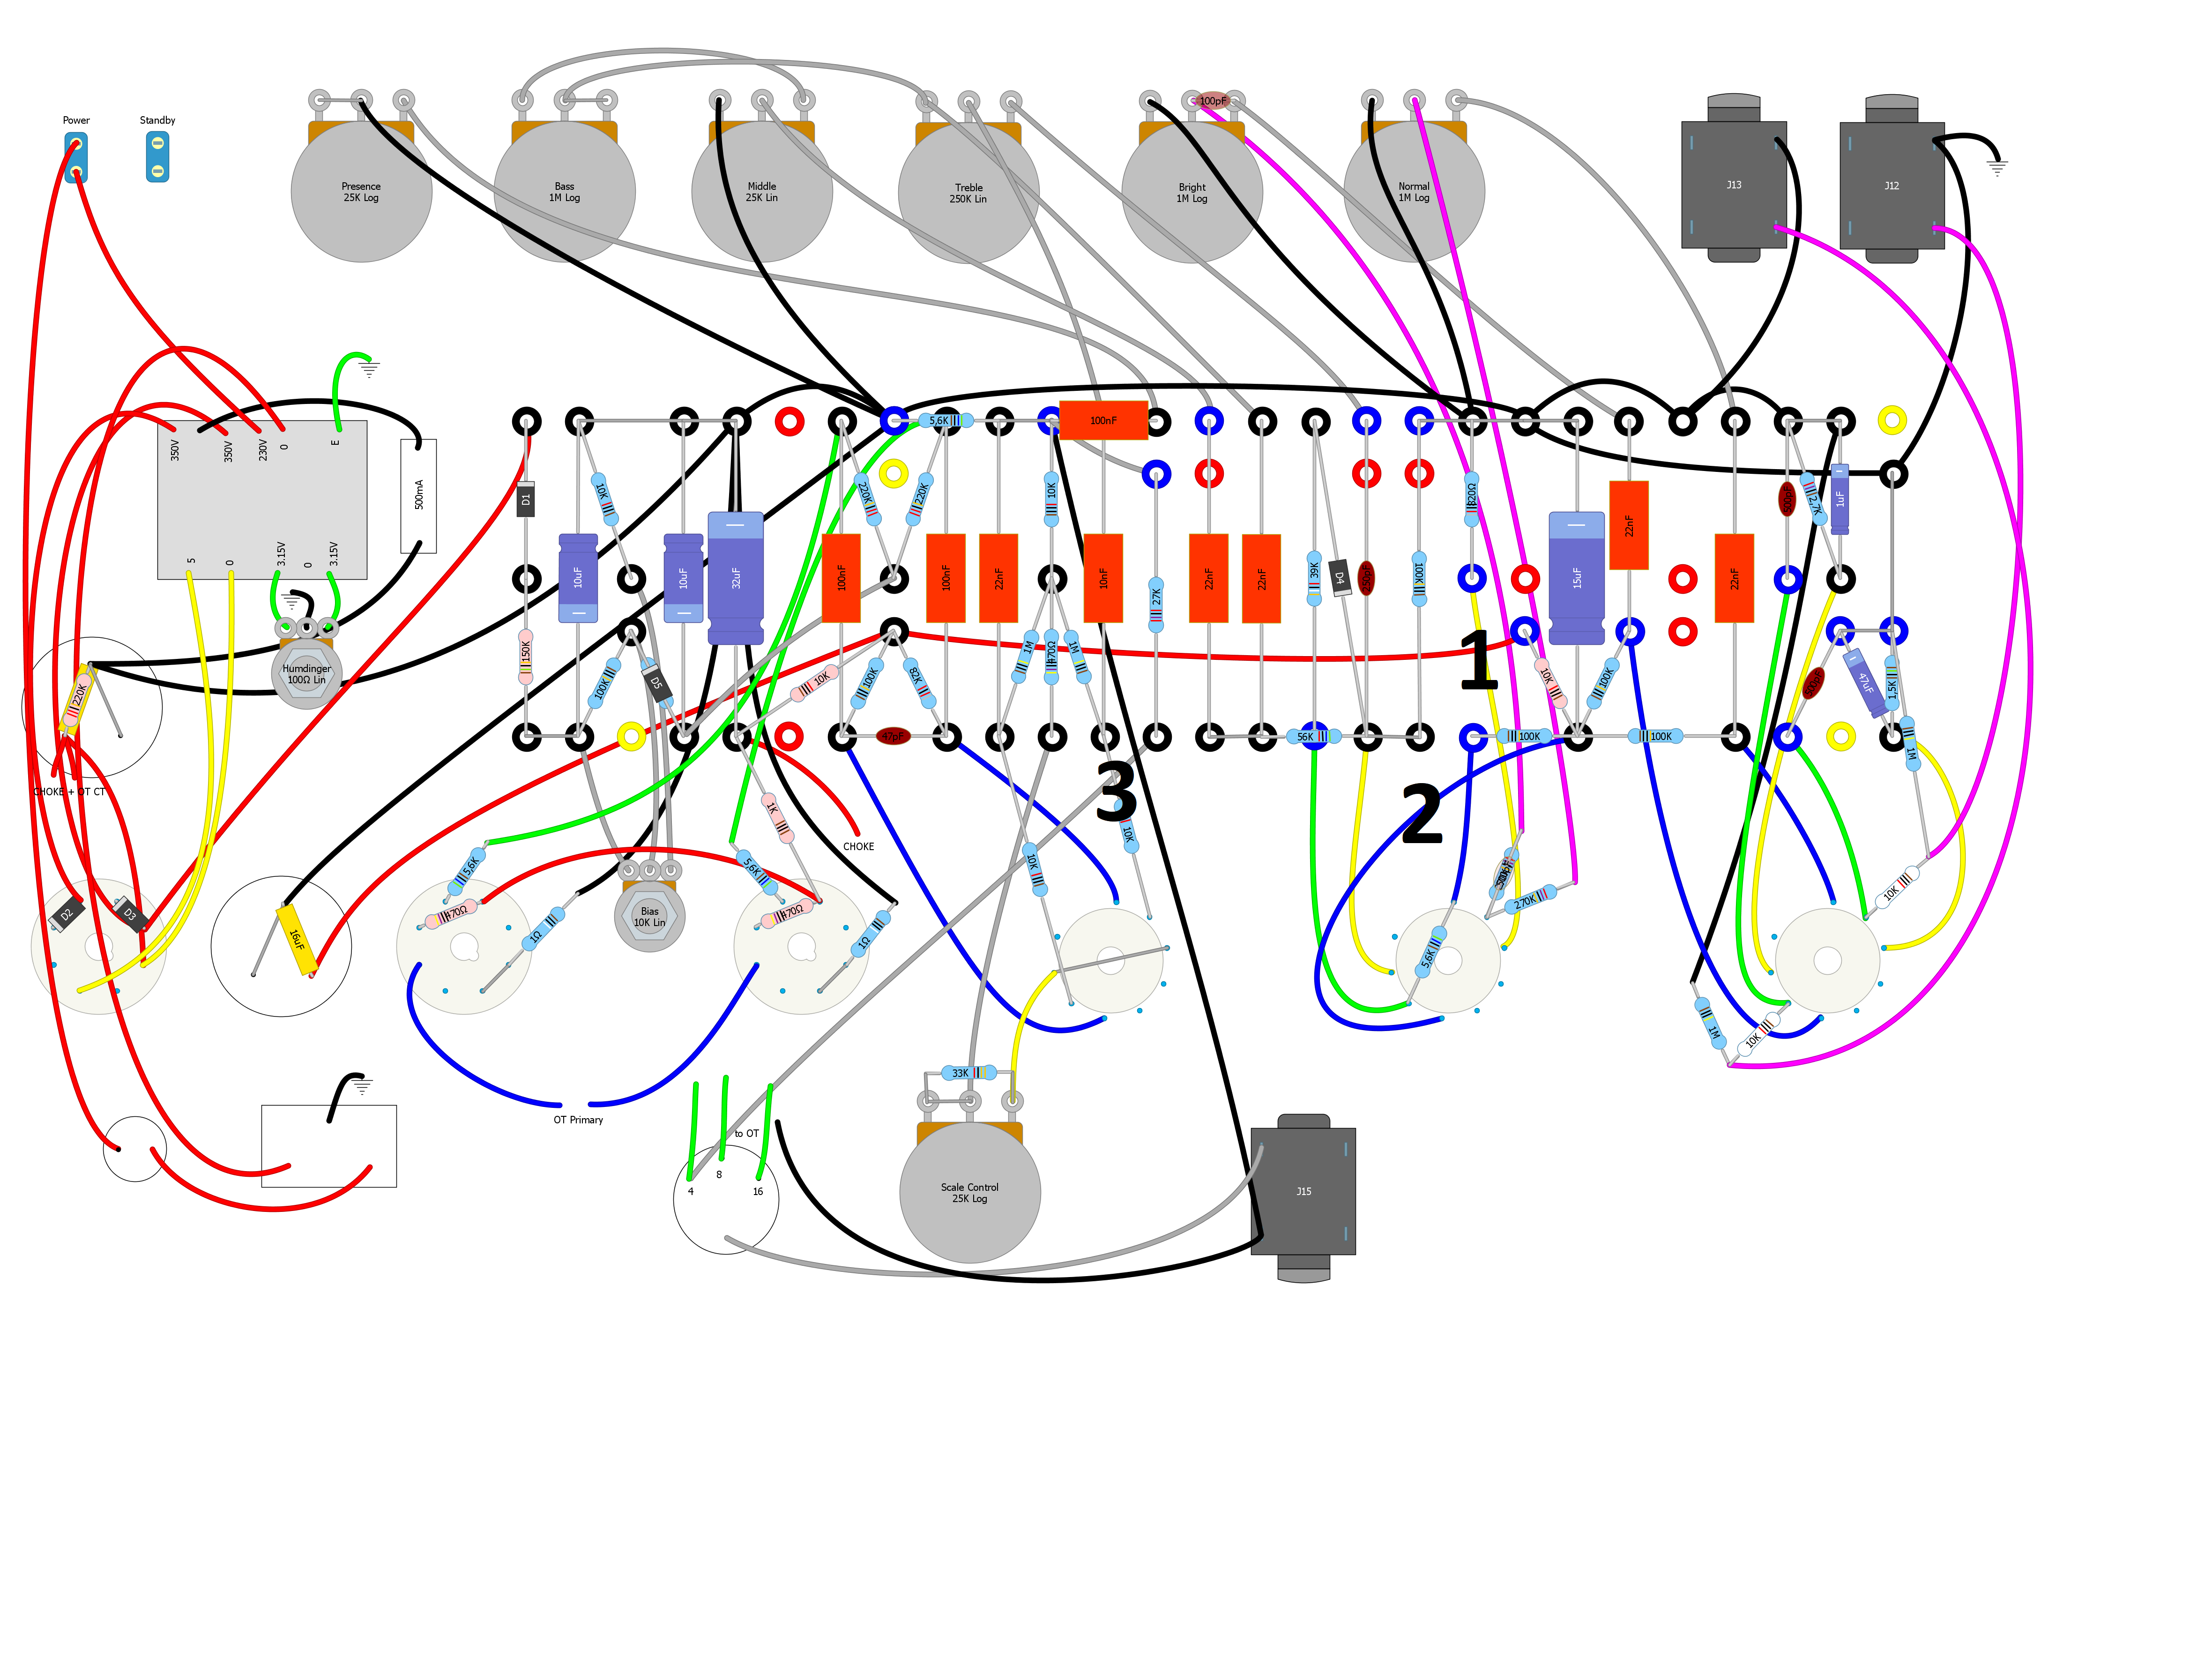 Power
Standby
Presence
25K Log
Bass
1M Log
Middle
25K Lin
Treble
250K Lin
100pF
Bright
1M Log
Normal
1M Log
J13
J12
350V
350V
230V
0
E
5
0
3.15V
0
3.15V
500mA
Humdinger
100Ω Lin
220K
CHOKE + OT CT
D1
150K
10uF
10K
100K
D5
10uF
32uF
5,6K
220K
220K
100nF
100nF
22nF
10K
100nF
10nF
27K
22nF
22nF
39K
D4
250pF
100K
820Ω
15uF
22nF
22nF
500pF
2,7K
1uF
10K
100K
82K
47pF
1M
470Ω
1M
56K
1
10K
100K
100K
100K
500pF
47uF
1,5K
1M
1K
CHOKE
3
10K
10K
2
D2
D3
16uF
5,6K
470Ω
1Ω
Bias
10K Lin
5,6K
470Ω
1Ω
270K
5,6K
10K
1M
10K
33K
OT Primary
to OT
4
8
16
Scale Control
25K Log
J15